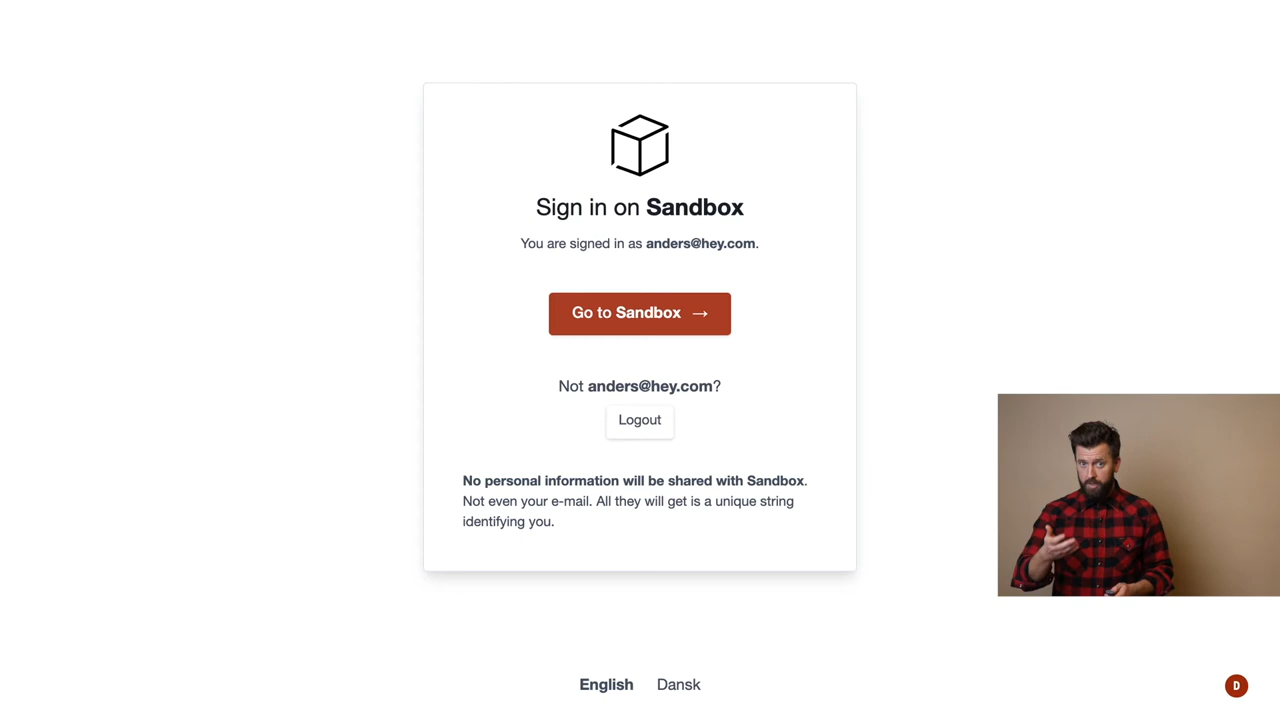 Sign in on Sandbox
You are signed in as anders@hey.com.
Go to Sandbox →
Not anders@hey.com?
Logout
No personal information will be shared with Sandbox.
Not even your e-mail. All they will get is a unique string
identifying you.
English Dansk
D